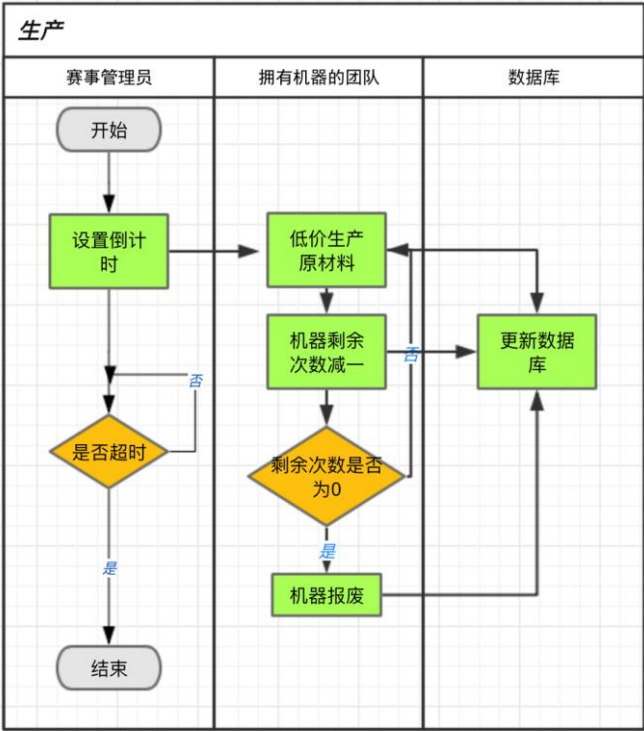 生产
赛事管理员
拥有机器的团队
数据库
开始
设置倒计
时
低价生产
原材料
机器剩余
次数减一
否
更新数据
库
否
是否超时
剩余次数是否
为0
是
是
机器报废
结束